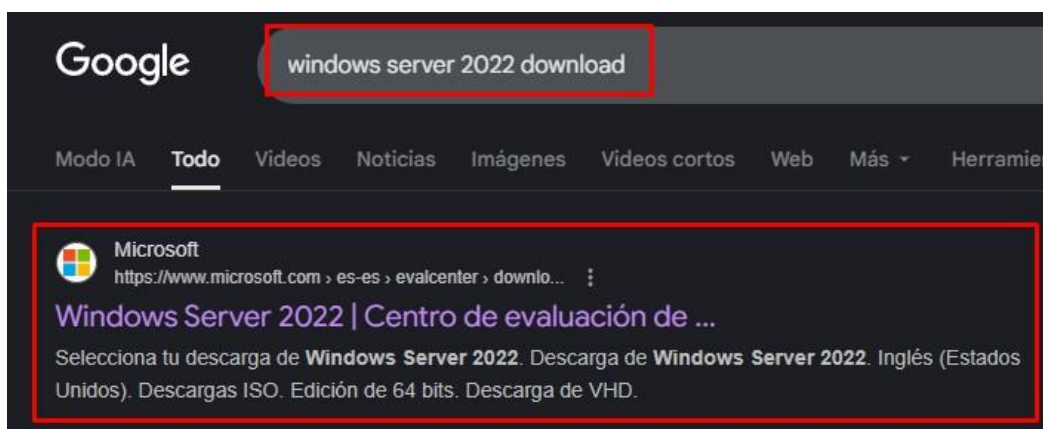 Google
windows server 2022 download
Modo IA Todo Videos Noticias Imágenes Videos cortos Web Más Herramie
Microsoft
https://www.microsoft.com › es-es › evalcenter › downlo...
Windows Server 2022 | Centro de evaluación de ...
Selecciona tu descarga de Windows Server 2022. Descarga de Windows Server 2022. Inglés (Estados
Unidos). Descargas ISO. Edición de 64 bits. Descarga de VHD.